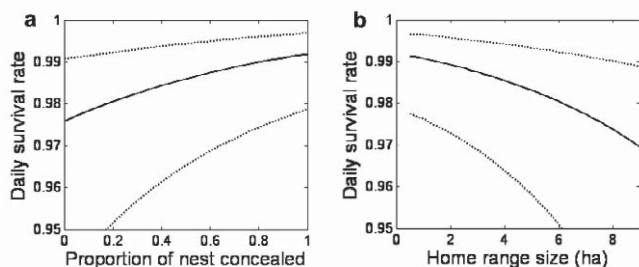 a
Daily survival rate
1
0.99
0.98
0.97
0.96
0.95
0 0.2 0.4 0.6 0.8 1
Proportion of nest concealed
b
Daily survival rate
1
0.99
0.98
0.97
0.96
0.95
0 2 4 6 8
Home range size (ha)